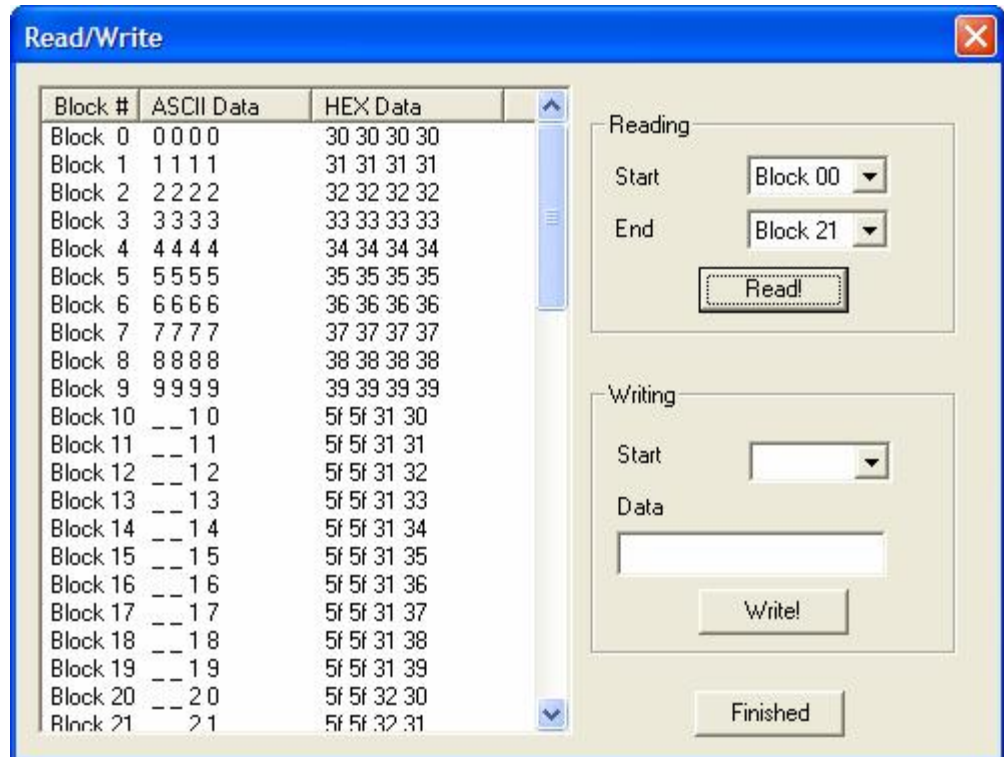 Read/Write
Block # ASCII Data HEX Data
Block 0 0 0 0 0 30 30 30 30
Block 1 1 1 1 1 31 31 31 31
Block 2 2 2 2 2 32 32 32 32
Block 3 3 3 3 3 33 33 33 33
Block 4 4 4 4 4 34 34 34 34
Block 5 5 5 5 5 35 35 35 35
Block 6 6 6 6 6 36 36 36 36
Block 7 7 7 7 7 37 37 37 37
Block 8 8 8 8 8 38 38 38 38
Block 9 9 9 9 9 39 39 39 39
Block 10 _ _ 1 0 5f 5f 31 30
Block 11 _ _ 1 1 5f 5f 31 31
Block 12 _ _ 1 2 5f 5f 31 32
Block 13 _ _ 1 3 5f 5f 31 33
Block 14 _ _ 1 4 5f 5f 31 34
Block 15 _ _ 1 5 5f 5f 31 35
Block 16 _ _ 1 6 5f 5f 31 36
Block 17 _ _ 1 7 5f 5f 31 37
Block 18 _ _ 1 8 5f 5f 31 38
Block 19 _ _ 1 9 5f 5f 31 39
Block 20 _ _ 2 0 5f 5f 32 30
Block 21 2 1 5f 5f 32 31
Reading
Start Block 00
End Block 21
Read!
Writing
Start
Data
Write!
Finished